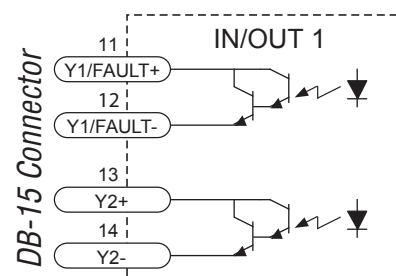 IN/OUT 1
DB-15 Connector
11
Y1/FAULT+
12
Y1/FAULT-
13
Y2+
14
Y2-